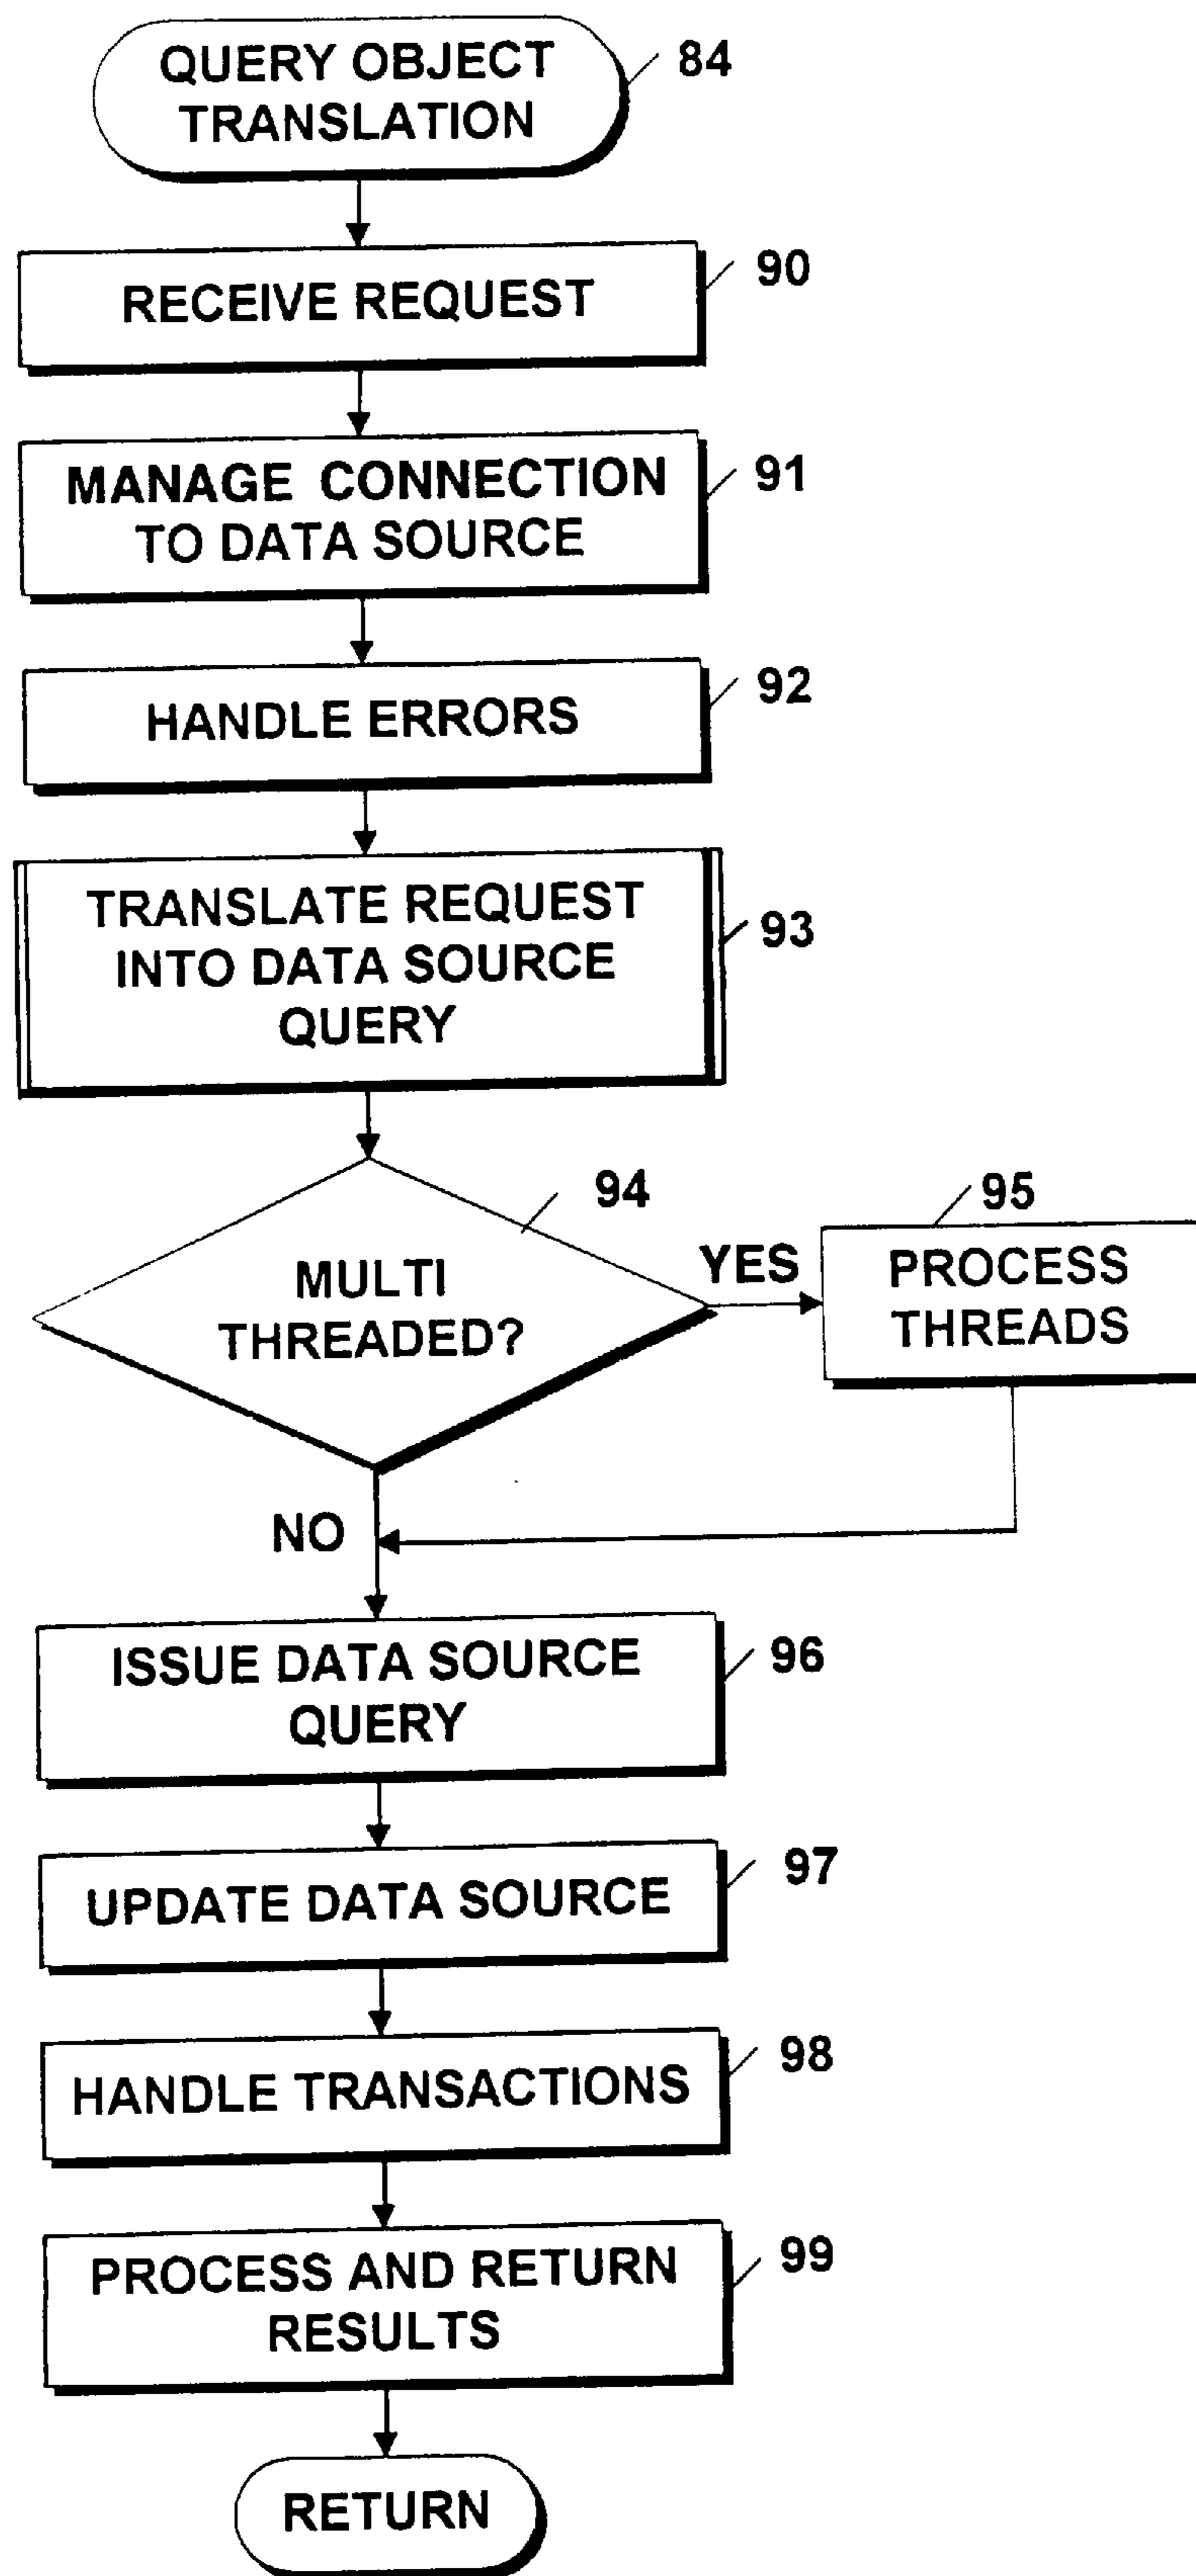 QUERY OBJECT
TRANSLATION
84
RECEIVE REQUEST
90
MANAGE CONNECTION
TO DATA SOURCE
91
HANDLE ERRORS
92
TRANSLATE REQUEST
INTO DATA SOURCE
QUERY
93
MULTI
THREADED?
94
YES
PROCESS
THREADS
95
NO
ISSUE DATA SOURCE
QUERY
96
UPDATE DATA SOURCE
97
HANDLE TRANSACTIONS
98
PROCESS AND RETURN
RESULTS
99
RETURN